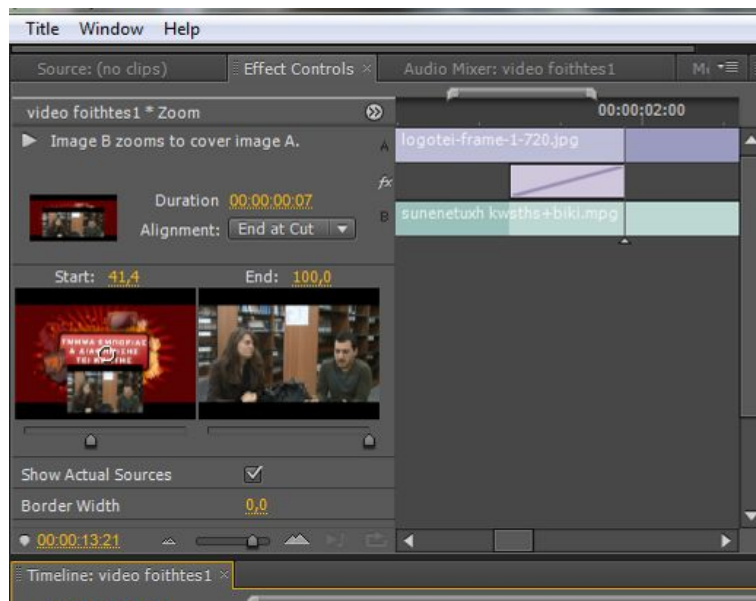 Title Window Help
Source: (no clips) Effect Controls × Audio Mixer: video foithtes1 Mi
video foithtes1 * Zoom
00:00:02:00
Image B zooms to cover image A.
A logotei-frame-1-720.jpg
fx
Duration 00:00:00:07
B sunenetuxh kwsths+biki.mpg
Alignment: End at Cut
Start: 41,4 End: 100,0
ΤΜΗΜΑ ΕΜΠΟΡΙΑΣ
& ΔΙΑΦΗΜΙΣΗΣ
ΤΕΙ ΚΡΗΤΗΣ
Show Actual Sources
Border Width 0,0
00:00:13:21
Timeline: video foithtes1 ×